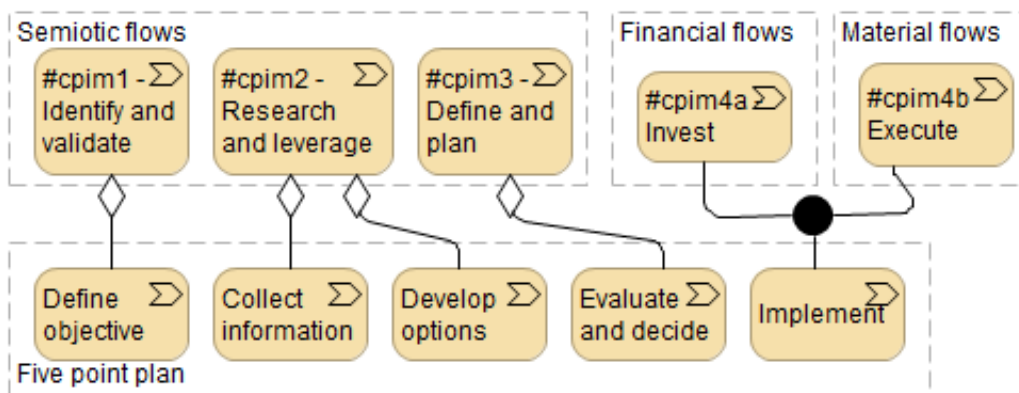 Semiotic flows
Financial flows
Material flows
#cpim1 -
Identify and
validate
#cpim2 -
Research
and leverage
#cpim3 -
Define and
plan
#cpim4a
Invest
#cpim4b
Execute
Define
objective
Collect
information
Develop
options
Evaluate
and decide
Implement
Five point plan